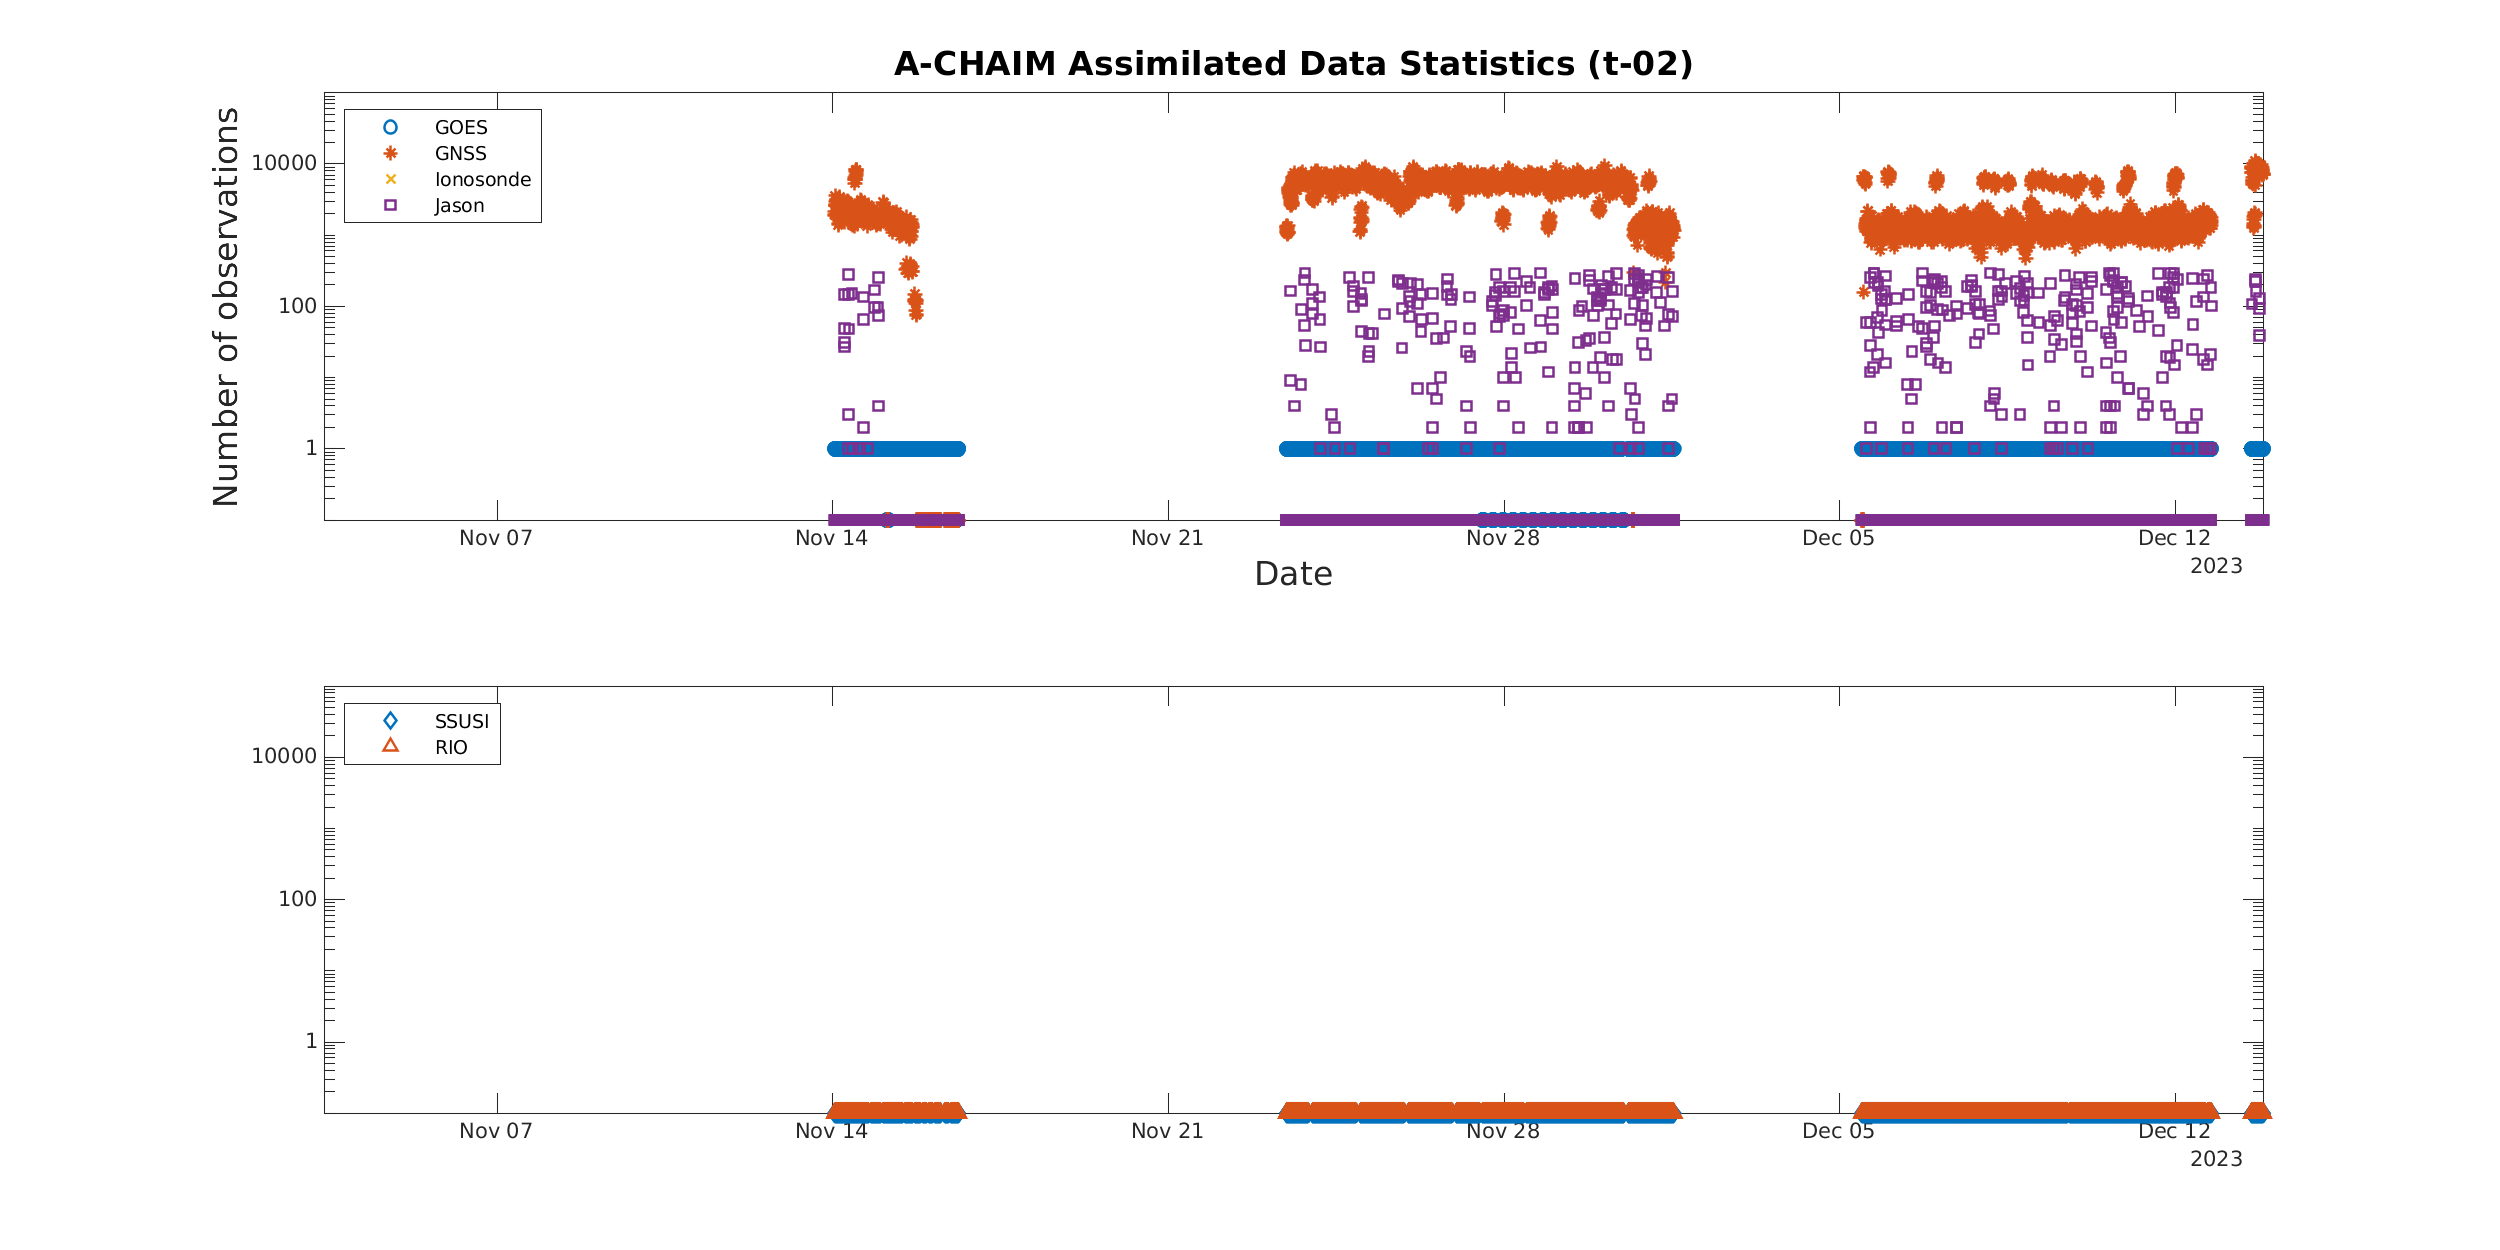 A-CHAIM Assimilated Data Statistics (t-02)
Number of observations
10000
100
1
GOES
GNSS
Ionosonde
Jason
Nov 07 Nov 14 Nov 21 Nov 28 Dec 05 Dec 12
2023
Date
10000
100
1
SSUSI
RIO
Nov 07 Nov 14 Nov 21 Nov 28 Dec 05 Dec 12
2023